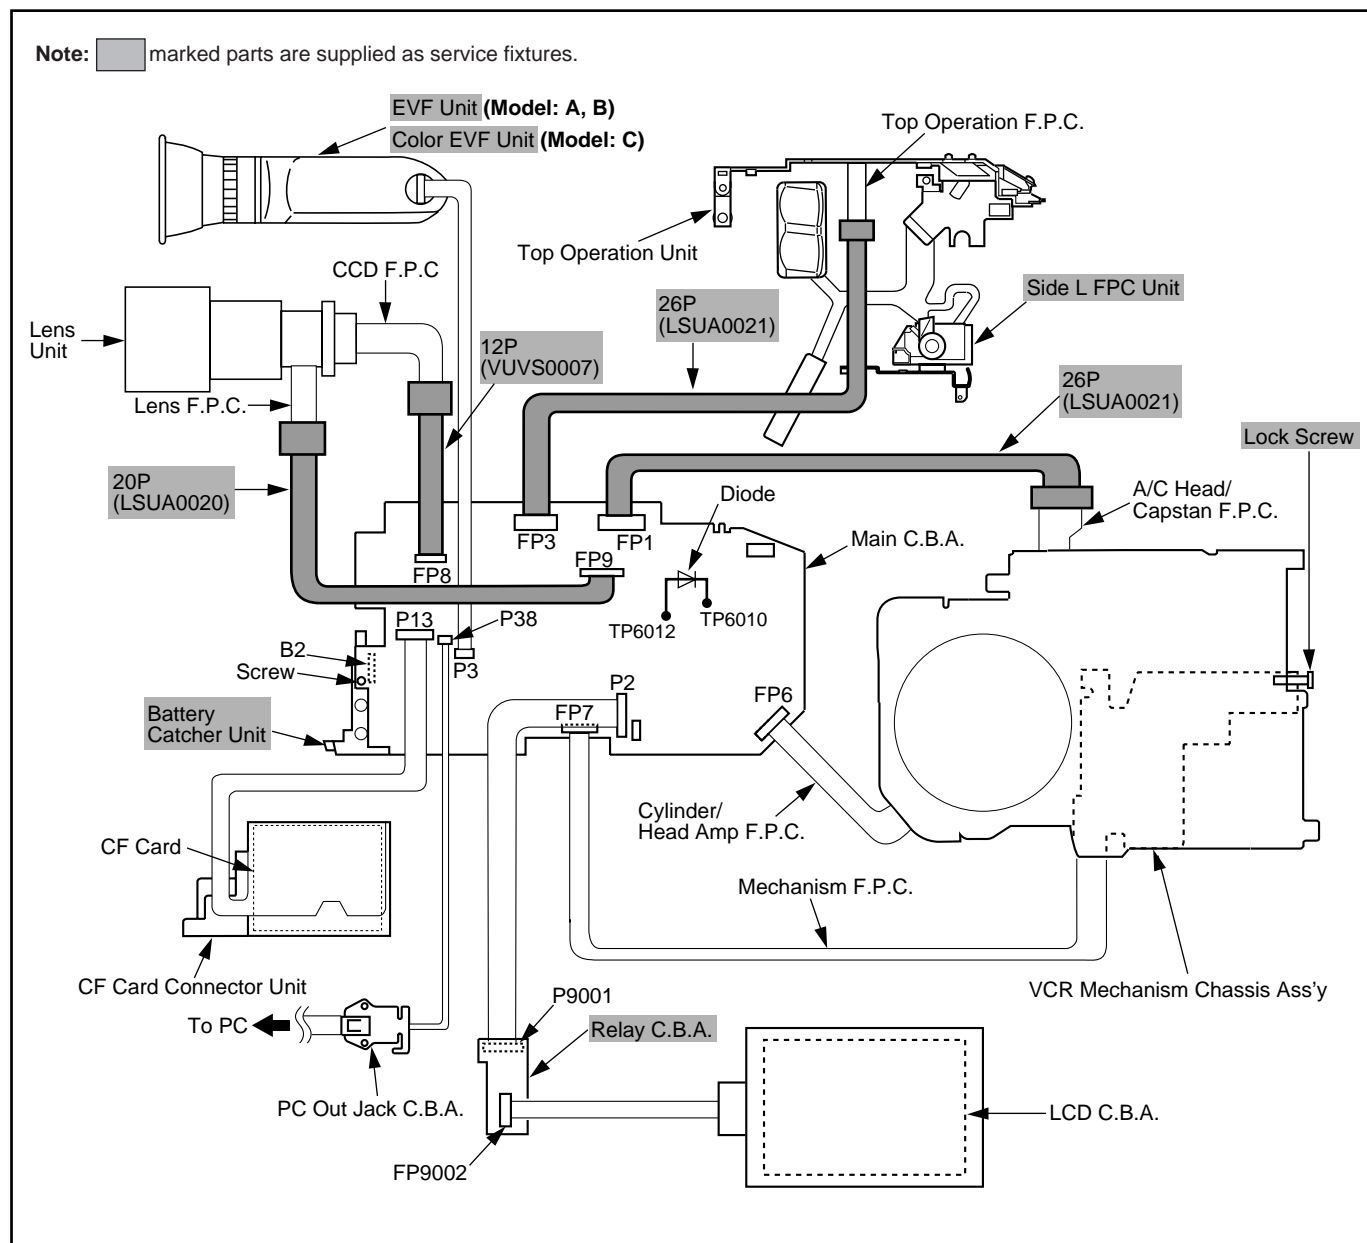 Note: marked parts are supplied as service fixtures.
EVF Unit (Model: A, B)
Color EVF Unit (Model: C)
Top Operation F.P.C.
Top Operation Unit
CCD F.P.C
Side L FPC Unit
26P
(LSUA0021)
Lens
Unit
12P
(VUVS0007)
26P
(LSUA0021)
Lens F.P.C.
Lock Screw
20P
(LSUA0020)
Diode
A/C Head/
Capstan F.P.C.
FP3
FP1
Main C.B.A.
FP8
FP9
P13
P38
TP6012
TP6010
B2
Screw
P3
P2
FP6
Battery
Catcher Unit
FP7
Cylinder/
Head Amp F.P.C.
CF Card
Mechanism F.P.C.
CF Card Connector Unit
VCR Mechanism Chassis Ass'y
P9001
To PC
Relay C.B.A.
PC Out Jack C.B.A.
LCD C.B.A.
FP9002